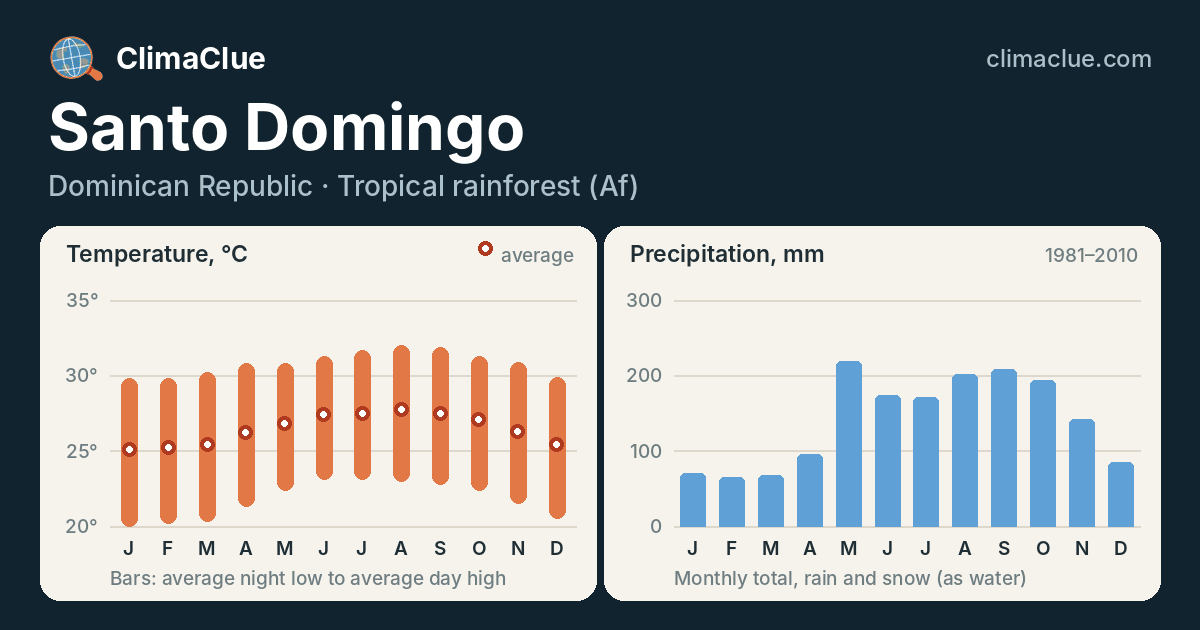 ClimaClue
climaclue.com
Santo Domingo
Dominican Republic · Tropical rainforest (Af)
Temperature, °C
average
35°
30°
25°
20°
J F M A M J J A S O N D
Bars: average night low to average day high
Precipitation, mm
1981–2010
300
200
100
0
J F M A M J J A S O N D
Monthly total, rain and snow (as water)